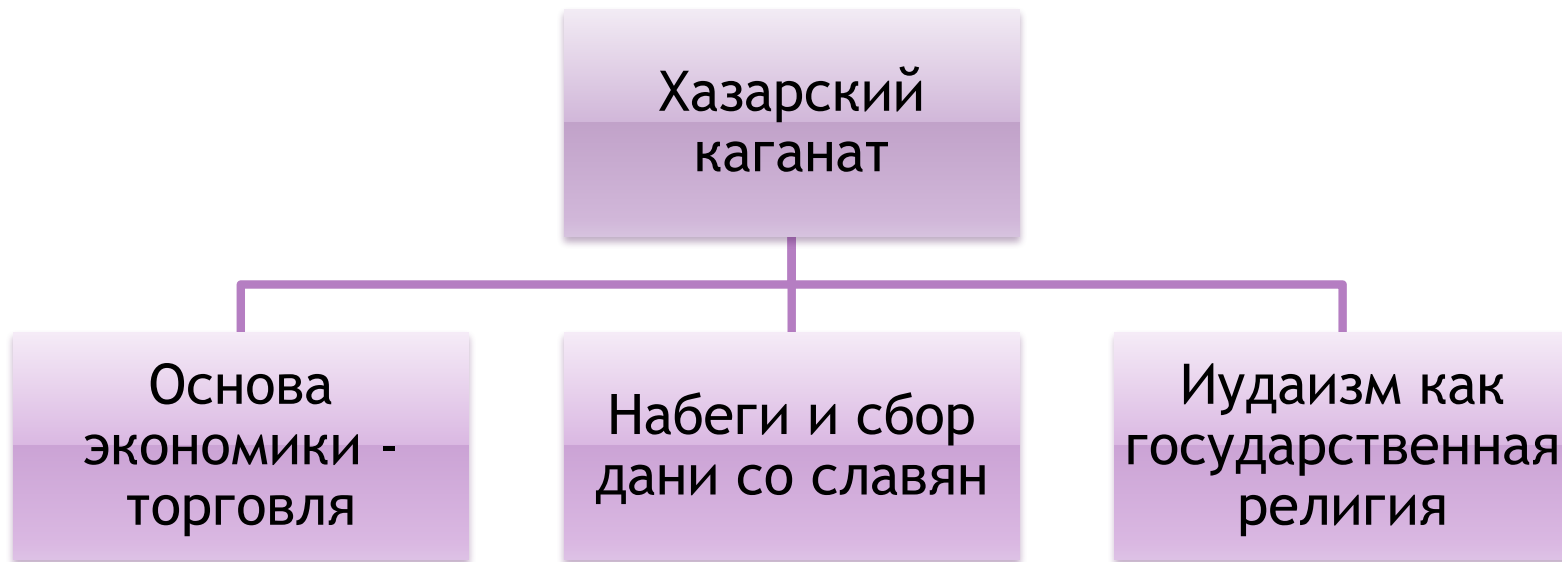 Хазарский
каганат
Основа
экономики -
торговля
Набеги и сбор
дани со славян
Иудаизм как
государственная
религия